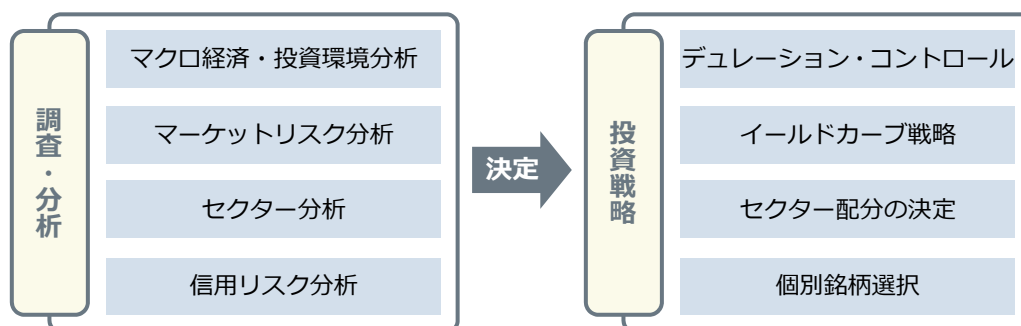 調査・分析
マクロ経済・投資環境分析
マーケットリスク分析
セクター分析
信用リスク分析
決定
投資戦略
デュレーション・コントロール
イールドカーブ戦略
セクター配分の決定
個別銘柄選択